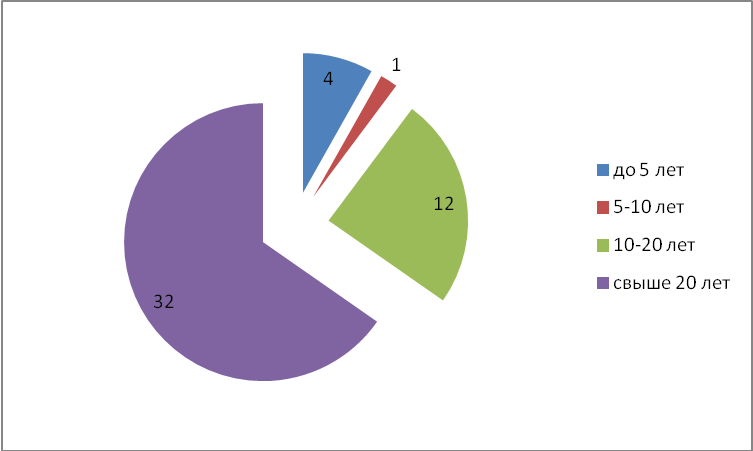 4
1
12
32
до 5 лет
5-10 лет
10-20 лет
свыше 20 лет